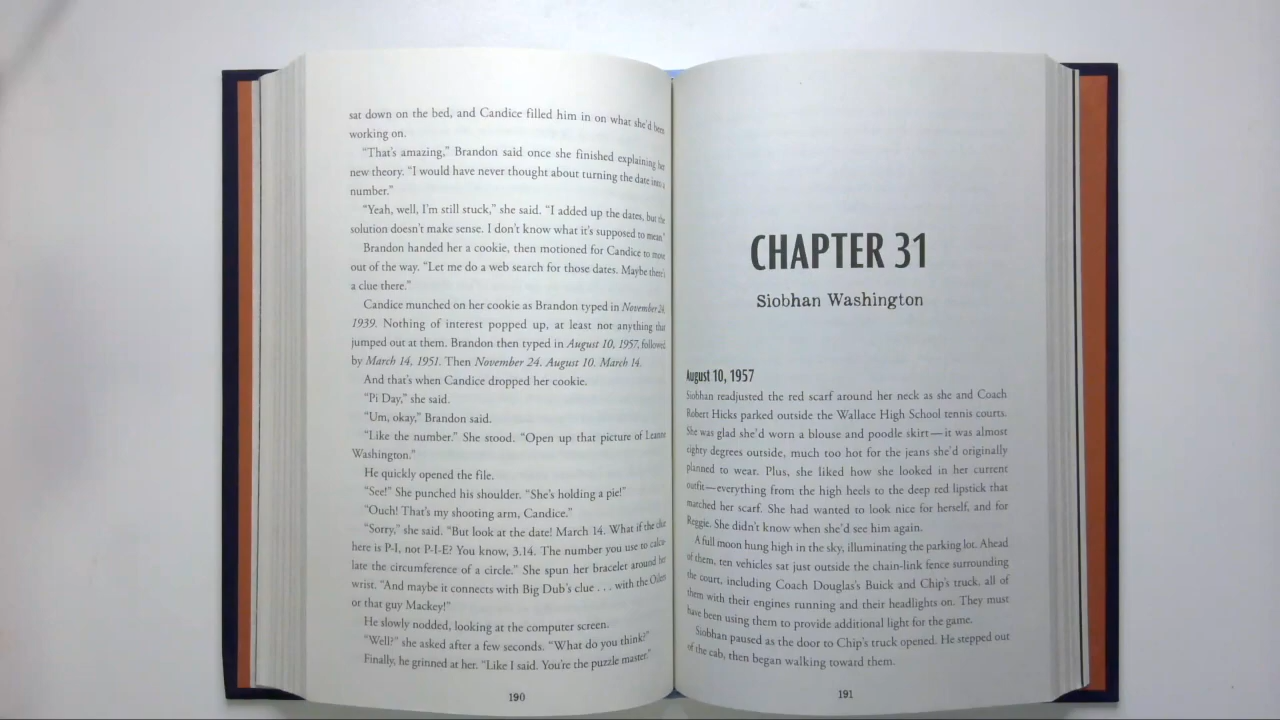 sat down on the bed, and Candice filled him in on what she'd been
working on.
"That's amazing," Brandon said once she finished explaining her
new theory. "I would have never thought about turning the date into a
number."
"Yeah, well, I'm still stuck," she said. "I added up the dates, but the
solution doesn't make sense. I don't know what it's supposed to mean."
Brandon handed her a cookie, then motioned for Candice to move
out of the way. "Let me do a web search for those dates. Maybe there's
a clue there."
Candice munched on her cookie as Brandon typed in November 24,
1939. Nothing of interest popped up, at least not anything that
jumped out at them. Brandon then typed in August 10, 1957, followed
by March 14, 1951. Then November 24. August 10. March 14.
And that's when Candice dropped her cookie.
"Pi Day," she said.
"Um, okay," Brandon said.
"Like the number." She stood. "Open up that picture of Leanne
Washington."
He quickly opened the file.
"See!" She punched his shoulder. "She's holding a pie!"
"Ouch! That's my shooting arm, Candice."
"Sorry," she said. "But look at the date! March 14. What if the clue
here is P-I, not P-I-E? You know, 3.14. The number you use to calcu-
late the circumference of a circle." She spun her bracelet around her
wrist. "And maybe it connects with Big Dub's clue . . . with the
or that guy Mackey!"
He slowly nodded, looking at the computer screen.
"Well?" she asked after a few seconds. "What do you think?"
Finally, he grinned at her. "Like I said. You're the puzzle master."
190
CHAPTER 31
Siobhan Washington
August 10, 1957
Siobhan readjusted the red scarf around her neck as she and Coach
Robert Hicks parked outside the Wallace High School tennis courts.
She was glad she'd worn a blouse and poodle skirt—it was almost
eighty degrees outside, much too hot for the jeans she'd originally
planned to wear. Plus, she liked how she looked in her current
outfit—everything from the high heels to the deep red lipstick that
matched her scarf. She had wanted to look nice for herself, and for
Reggie. She didn't know when she'd see him again.
A full moon hung high in the sky, illuminating the parking lot. Ahead
of them, ten vehicles sat just outside the chain-link fence surrounding
the court, including Coach Douglas's Buick and Chip's truck, all of
them with their engines running and their headlights on. They must
have been using them to provide additional light for the game.
Siobhan paused as the door to Chip's truck opened. He stepped out
of the cab, then began walking toward them.
191